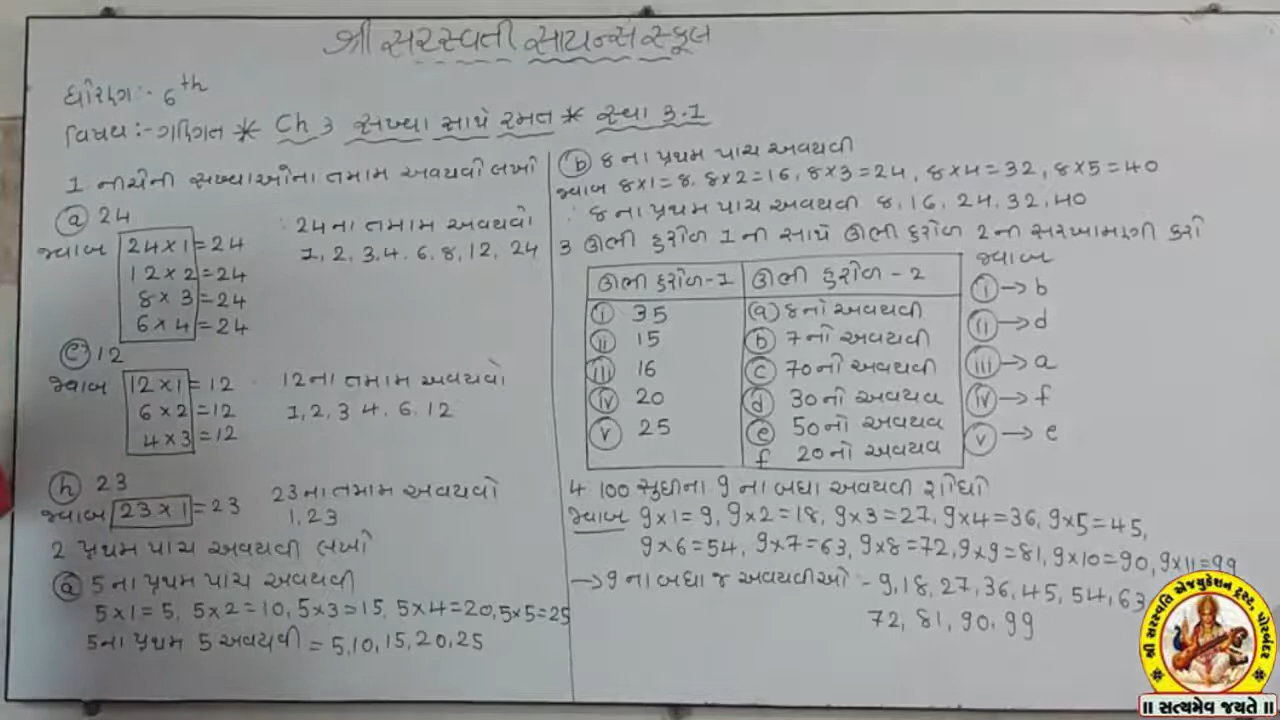 શ્રી સરસ્વતી સાયન્સ સ્કૂલ
ધોરણ:- 6th
વિષય:- ગણિત * Ch 3 સંખ્યા સાથે રમત * સ્વા 3.1
1 નીચેની સંખ્યાઓના તમામ અવયવો લખો
(a) 24
જવાબ 24×1=24
12×2=24
8×3=24
6×4=24
24ના તમામ અવયવો
1, 2, 3, 4, 6, 8, 12, 24
(c) 12
જવાબ 12×1=12
6×2=12
4×3=12
12ના તમામ અવયવો
1, 2, 3 4, 6, 12
(h) 23
જવાબ 23×1=23
23ના તમામ અવયવો
1, 23
2 પ્રથમ પાચ અવયવી લખો
(a) 5ના પ્રથમ પાચ અવયવી
5×1=5, 5×2=10, 5×3=15, 5×4=20, 5×5=25
5ના પ્રથમ 5 અવયવી = 5,10,15,20,25
(b) 8ના પ્રથમ પાચ અવયવી
જવાબ 8×1=8, 8×2=16, 8×3=24, 8×4=32, 8×5=40
8ના પ્રથમ પાચ અવયવી 8, 16, 24, 32, 40
3 ઊભી હરોળ 1ની સાથે ઊભી હરોળ 2ની સરખામણી કરો
ઊભી હરોળ-1 ઊભી હરોળ - 2
(i) 35 (a) 8નો અવયવી
(ii) 15 (b) 7નો અવયવી
(iii) 16 (c) 70નો અવયવી
(iv) 20 (d) 30નો અવયવ
(v) 25 (e) 50નો અવયવ
f 20નો અવયવ
જવાબ
(i) → b
(ii) → d
(iii) → a
(iv) → f
(v) → e
4 100 સુધીના 9 ના બધા અવયવી શોધો
જવાબ 9×1=9, 9×2=18, 9×3=27, 9×4=36, 9×5=45,
9×6=54, 9×7=63, 9×8=72, 9×9=81, 9×10=90, 9×11=99
→ 9 ના બધા જ અવયવીઓ - 9, 18, 27, 36, 45, 54, 63
72, 81, 90, 99
શ્રી સરસ્વતિ એજયુકેશન ટ્રસ્ટ, પોરબંદર
|| સત્યમેવ જયતે ||